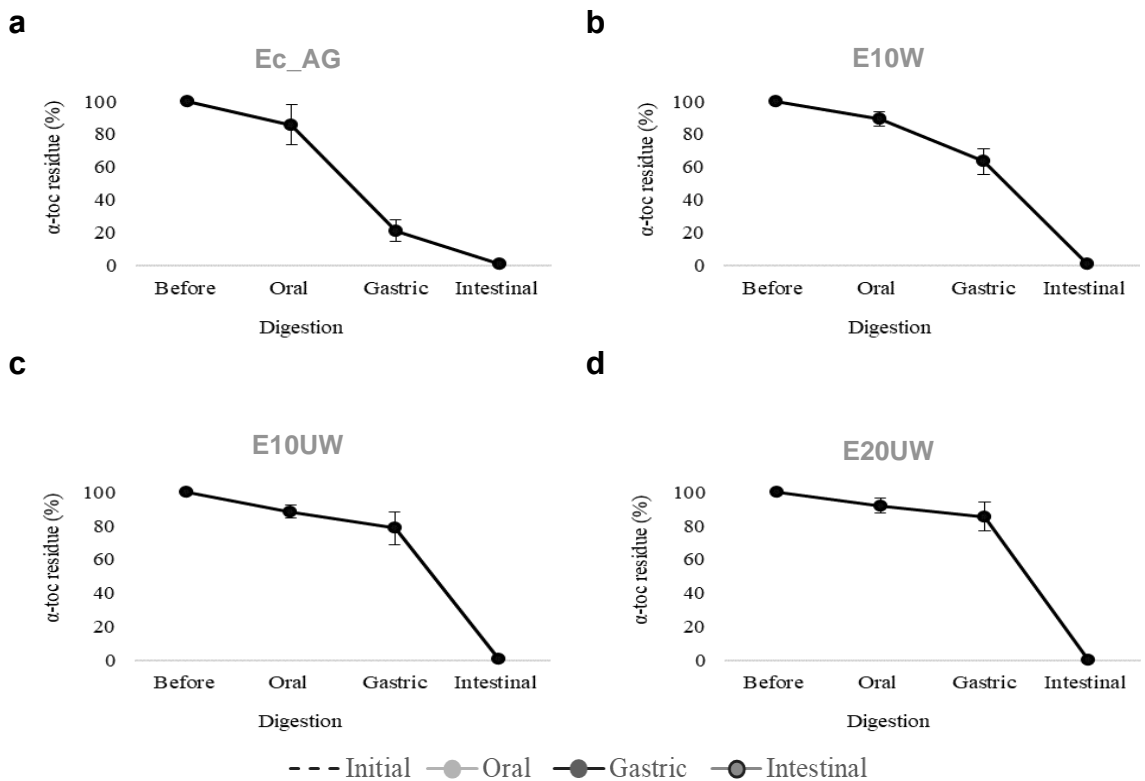 a
Ec_AG
α-toc residue (%)
100
80
60
40
20
0
Before Oral Gastric Intestinal
Digestion
b
E10W
α-toc residue (%)
100
80
60
40
20
0
Before Oral Gastric Intestinal
Digestion
c
E10UW
α-toc residue (%)
100
80
60
40
20
0
Before Oral Gastric Intestinal
Digestion
d
E20UW
α-toc residue (%)
100
80
60
40
20
0
Before Oral Gastric Intestinal
Digestion
Initial Oral Gastric Intestinal